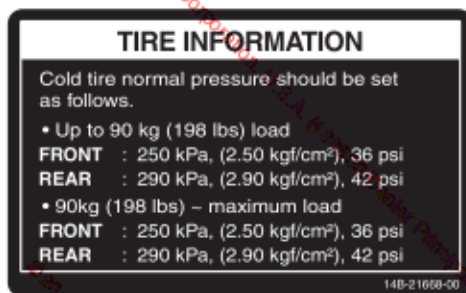 TIRE INFORMATION
Cold tire normal pressure should be set
as follows.
• Up to 90 kg (198 lbs) load
FRONT : 250 kPa, (2.50 kgf/cm²), 36 psi
REAR : 290 kPa, (2.90 kgf/cm²), 42 psi
• 90kg (198 lbs) ~ maximum load
FRONT : 250 kPa, (2.50 kgf/cm²), 36 psi
REAR : 290 kPa, (2.90 kgf/cm²), 42 psi
14B-21668-00